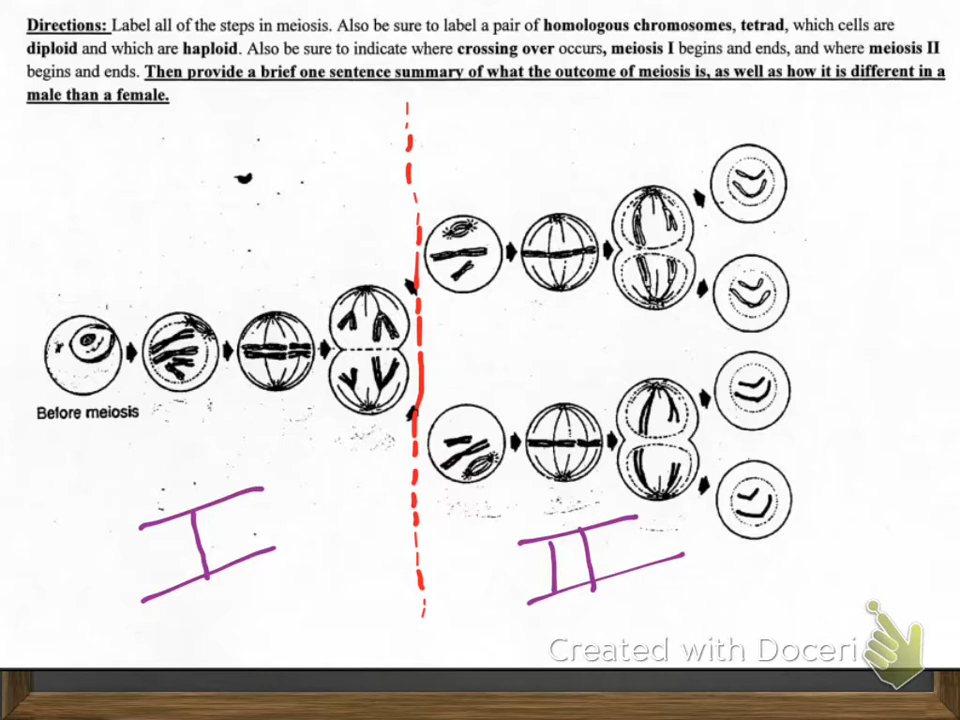 Directions: Label all of the steps in meiosis. Also be sure to label a pair of homologous chromosomes, tetrad, which cells are
diploid and which are haploid. Also be sure to indicate where crossing over occurs, meiosis I begins and ends, and where meiosis II
begins and ends. Then provide a brief one sentence summary of what the outcome of meiosis is, as well as how it is different in a
male than a female.
Before meiosis
I
II
Created with Doceri